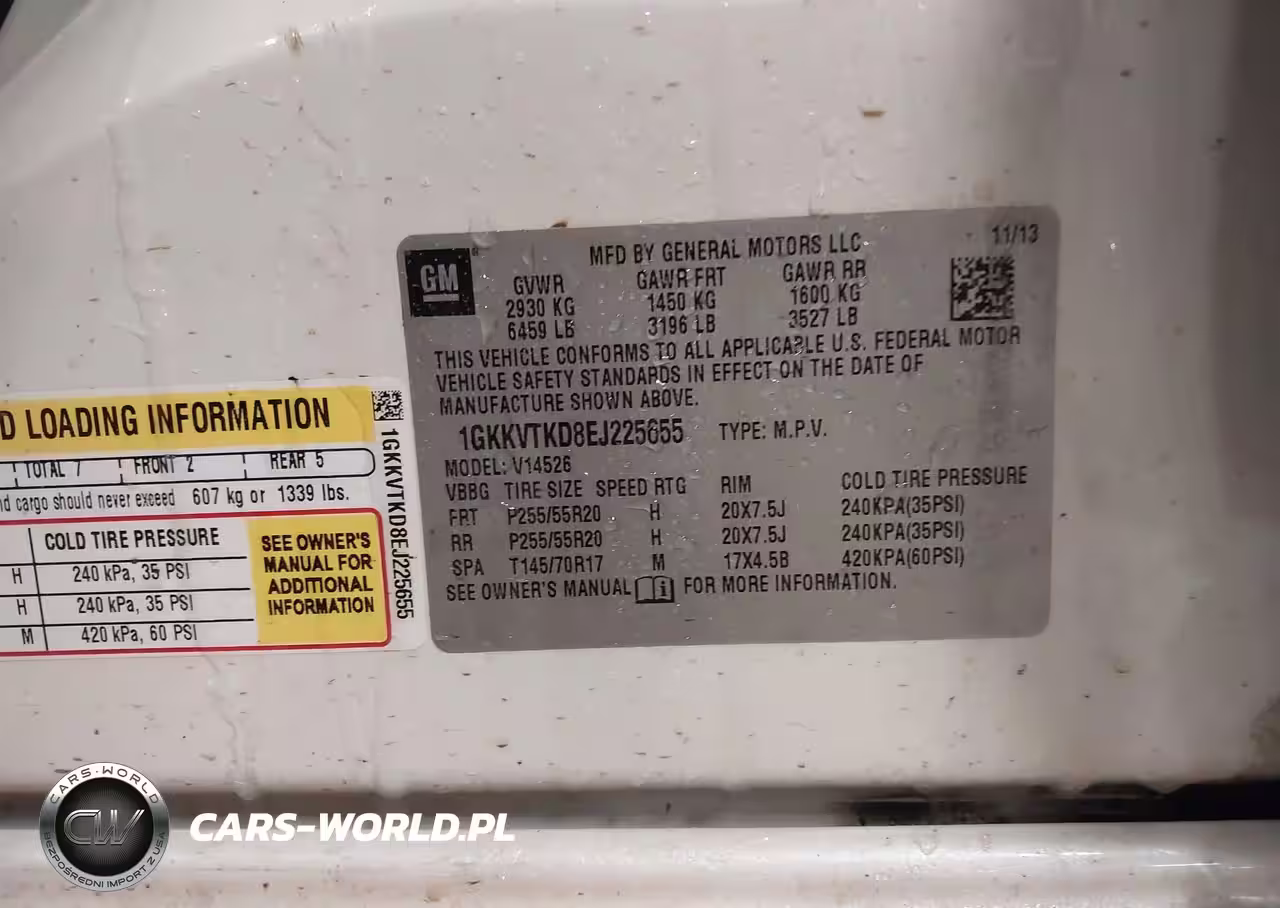 GM
MFD BY GENERAL MOTORS LLC
11/13
GVWR GAWR FRT GAWR RR
2930 KG 1450 KG 1600 KG
6459 LB 3196 LB 3527 LB
THIS VEHICLE CONFORMS TO ALL APPLICABLE U.S. FEDERAL MOTOR
VEHICLE SAFETY STANDARDS IN EFFECT ON THE DATE OF
MANUFACTURE SHOWN ABOVE.
1GKKVTKD8EJ225655 TYPE: M.P.V.
MODEL: V14526
VBBG TIRE SIZE SPEED RTG RIM COLD TIRE PRESSURE
FRT P255/55R20 H 20X7.5J 240KPA(35PSI)
RR P255/55R20 H 20X7.5J 240KPA(35PSI)
SPA T145/70R17 M 17X4.5B 420KPA(60PSI)
SEE OWNER'S MANUAL FOR MORE INFORMATION.
D LOADING INFORMATION
TOTAL 7 FRONT 2 REAR 5
nd cargo should never exceed 607 kg or 1339 lbs.
COLD TIRE PRESSURE
H 240 kPa, 35 PSI
H 240 kPa, 35 PSI
M 420 kPa, 60 PSI
SEE OWNER'S
MANUAL FOR
ADDITIONAL
INFORMATION
1GKKVTKD8EJ225655
CARS-WORLD
CW
BEZPOŚREDNI IMPORT Z USA
CARS-WORLD.PL